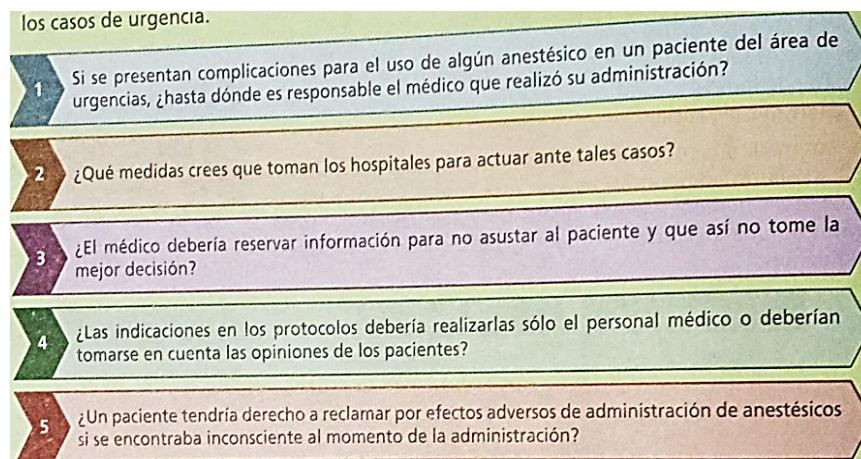 los casos de urgencia.
1
Si se presentan complicaciones para el uso de algún anestésico en un paciente del área de
urgencias, ¿hasta dónde es responsable el médico que realizó su administración?
2
¿Qué medidas crees que toman los hospitales para actuar ante tales casos?
3
¿El médico debería reservar información para no asustar al paciente y que así no tome la
mejor decisión?
4
¿Las indicaciones en los protocolos debería realizarlas sólo el personal médico o deberían
tomarse en cuenta las opiniones de los pacientes?
5
¿Un paciente tendría derecho a reclamar por efectos adversos de administración de anestésicos
si se encontraba inconsciente al momento de la administración?